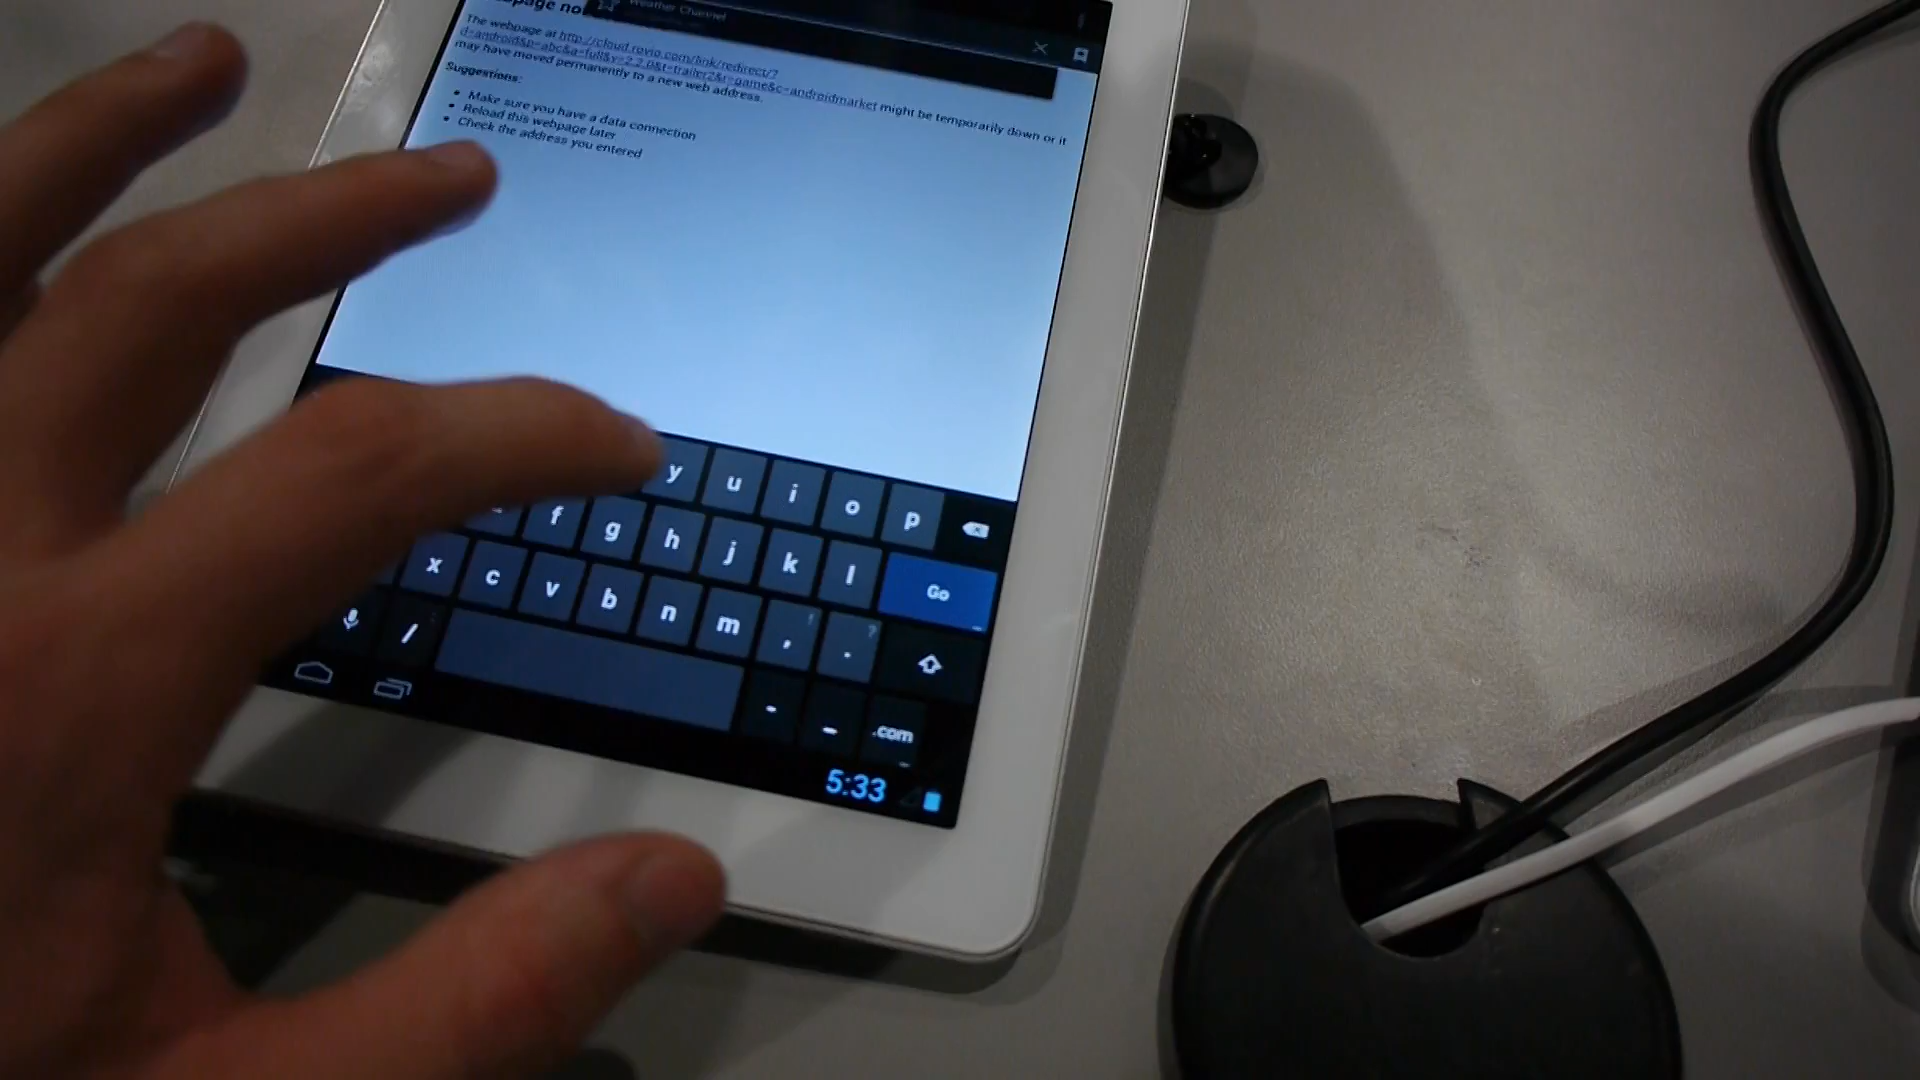 Weather Channel
page no
The webpage at http://cloud.rovio.com/link/redirect/?
d=android&p=abc&a=full&v=2.2.0&t=trailer2&r=game&c=androidmarket might be temporarily down or it
may have moved permanently to a new web address.
Suggestions:
• Make sure you have a data connection
• Reload this webpage later
• Check the address you entered
y u i o p
f g h j k l Go
x c v b n m , ! . ?
/ - _ .com
5:33